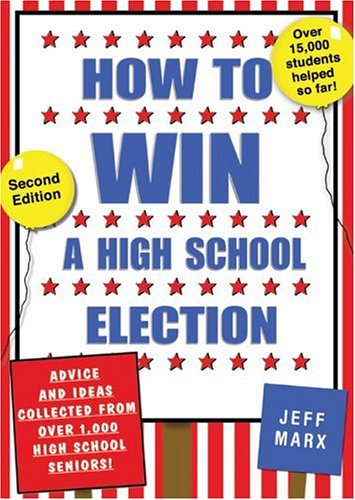 HOW TO
WIN
A HIGH SCHOOL
ELECTION
Over
15,000
students
helped
so far!
Second
Edition
ADVICE
AND IDEAS
COLLECTED FROM
OVER 1,000
HIGH SCHOOL
SENIORS!
JEFF
MARX